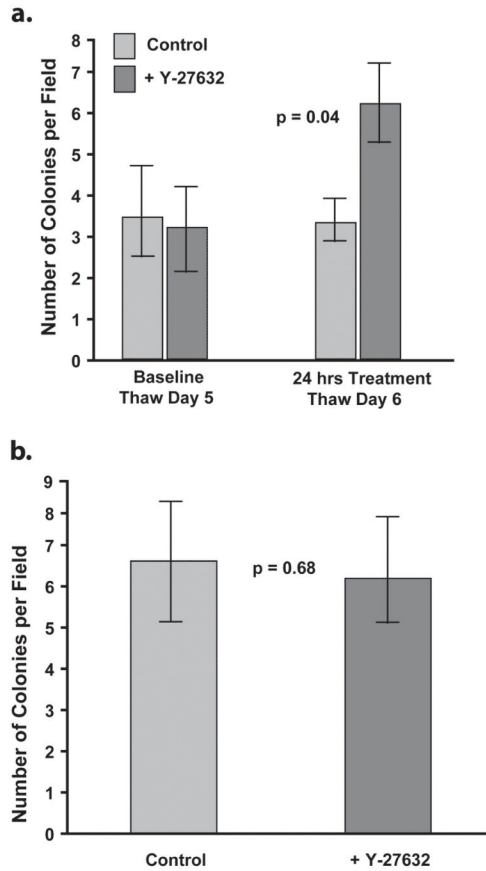 a.
Control
+ Y-27632
Number of Colonies per Field
8
7
6
5
4
3
2
1
0
p = 0.04
Baseline
Thaw Day 5
24 hrs Treatment
Thaw Day 6
b.
Number of Colonies per Field
9
8
7
6
5
4
3
2
1
0
p = 0.68
Control
+ Y-27632